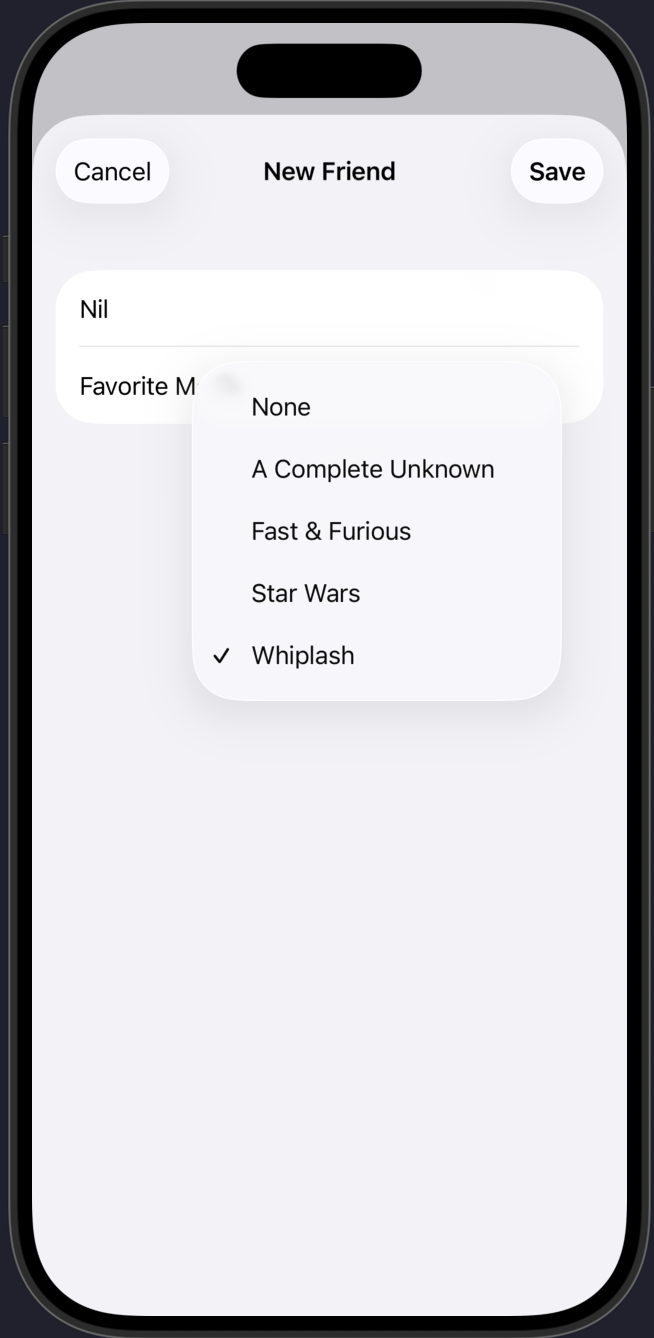 Cancel
New Friend
Save
Nil
Favorite M
None
A Complete Unknown
Fast & Furious
Star Wars
Whiplash